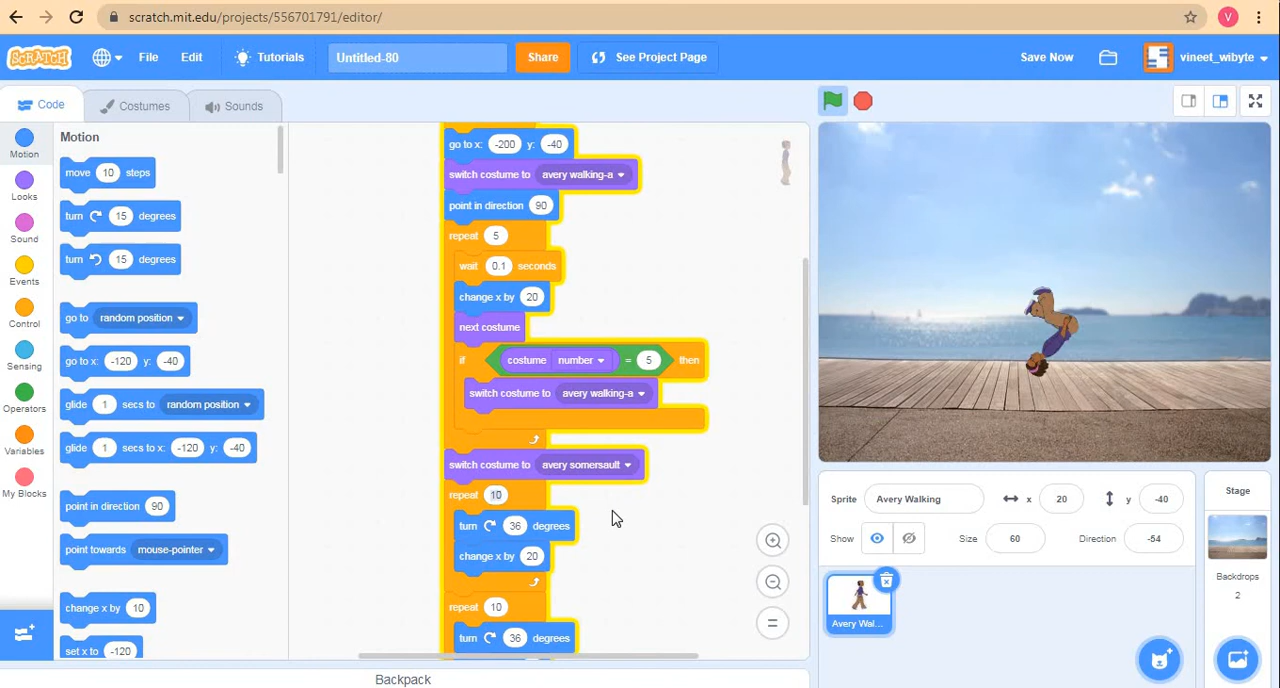 scratch.mit.edu/projects/556701791/editor/
V
SCRATCH
File
Edit
Tutorials
Untitled-80
Share
See Project Page
Save Now
vineet_wibyte
Code
Costumes
Sounds
Motion
Looks
Sound
Events
Control
Sensing
Operators
Variables
My Blocks
Motion
move 10 steps
turn 15 degrees
turn 15 degrees
go to random position
go to x: -120 y: -40
glide 1 secs to random position
glide 1 secs to x: -120 y: -40
point in direction 90
point towards mouse-pointer
change x by 10
set x to -120
go to x: -200 y: -40
switch costume to avery walking-a
point in direction 90
repeat 5
wait 0.1 seconds
change x by 20
next costume
if costume number = 5 then
switch costume to avery walking-a
switch costume to avery somersault
repeat 10
turn 36 degrees
change x by 20
repeat 10
turn 36 degrees
Sprite Avery Walking x 20 y -40
Show Size 60 Direction -54
Avery Wal...
Stage
Backdrops
2
Backpack